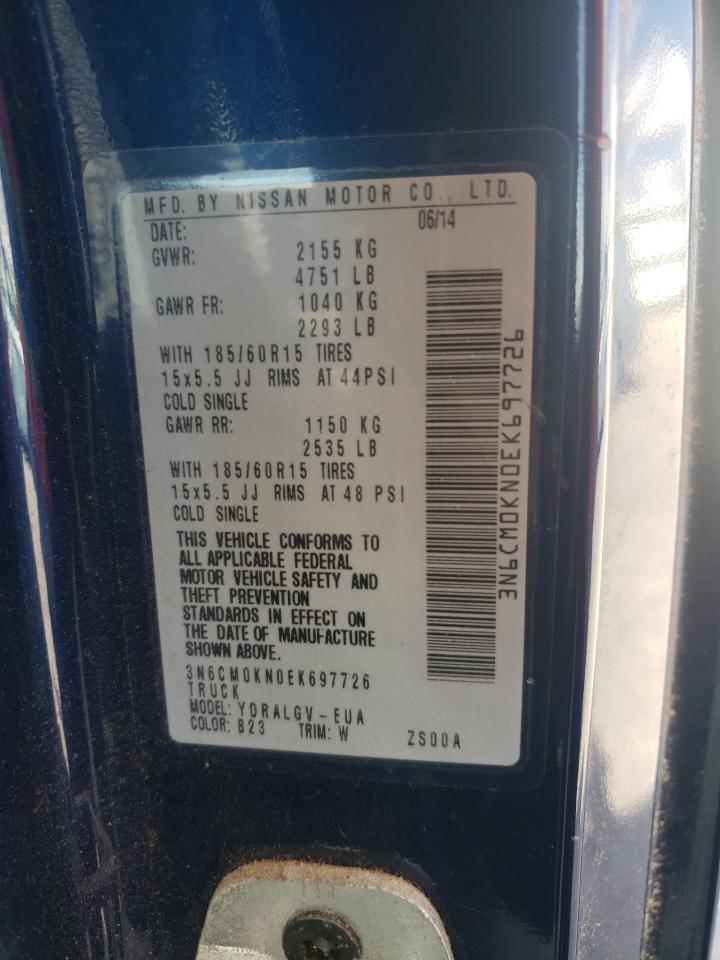 MFD. BY NISSAN MOTOR CO., LTD.
DATE: 06/14
GVWR: 2155 KG
4751 LB
GAWR FR: 1040 KG
2293 LB
WITH 185/60R15 TIRES
15x5.5 JJ RIMS AT 44PSI
COLD SINGLE
GAWR RR: 1150 KG
2535 LB
WITH 185/60R15 TIRES
15x5.5 JJ RIMS AT 48 PSI
COLD SINGLE
THIS VEHICLE CONFORMS TO
ALL APPLICABLE FEDERAL
MOTOR VEHICLE SAFETY AND
THEFT PREVENTION
STANDARDS IN EFFECT ON
THE DATE OF MANUFACTURE
SHOWN ABOVE.
3N6CM0KN0EK697726
TRUCK
MODEL: YDRALGV-EUA
COLOR: B23 TRIM: W ZS00A
3N6CM0KN0EK697726